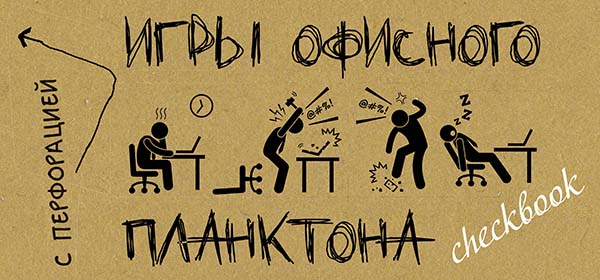 ИГРЫ ОФИСНОГО
С ПЕРФОРАЦИЕЙ
@#%!
@#%!
Z Z Z
ПЛАНКТОНА
checkbook